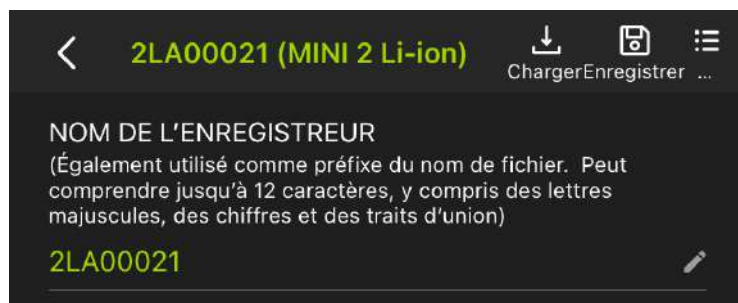 2LA00021 (MINI 2 Li-ion)
Charger
Enregistrer
...
NOM DE L’ENREGISTREUR
(Également utilisé comme préfixe du nom de fichier.  Peut
comprendre jusqu’à 12 caractères, y compris des lettres
majuscules, des chiffres et des traits d’union)
2LA00021